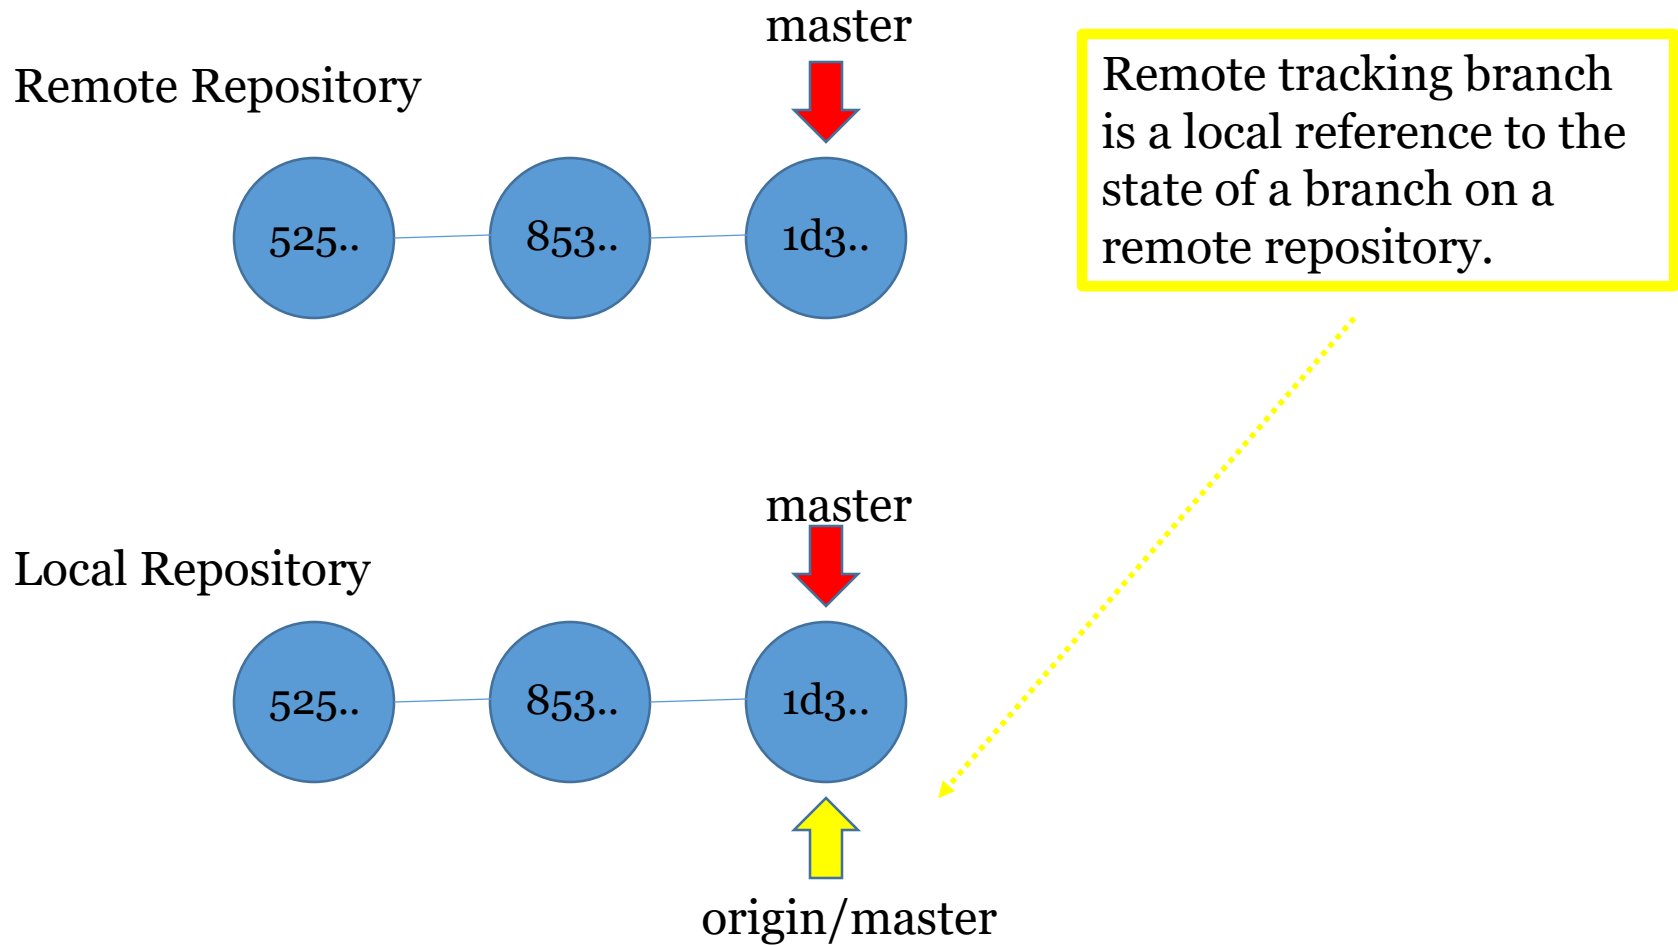 master
Remote Repository
Remote tracking branch
is a local reference to the
state of a branch on a
remote repository.
525..
853..
1d3..
master
Local Repository
525..
853..
1d3..
origin/master